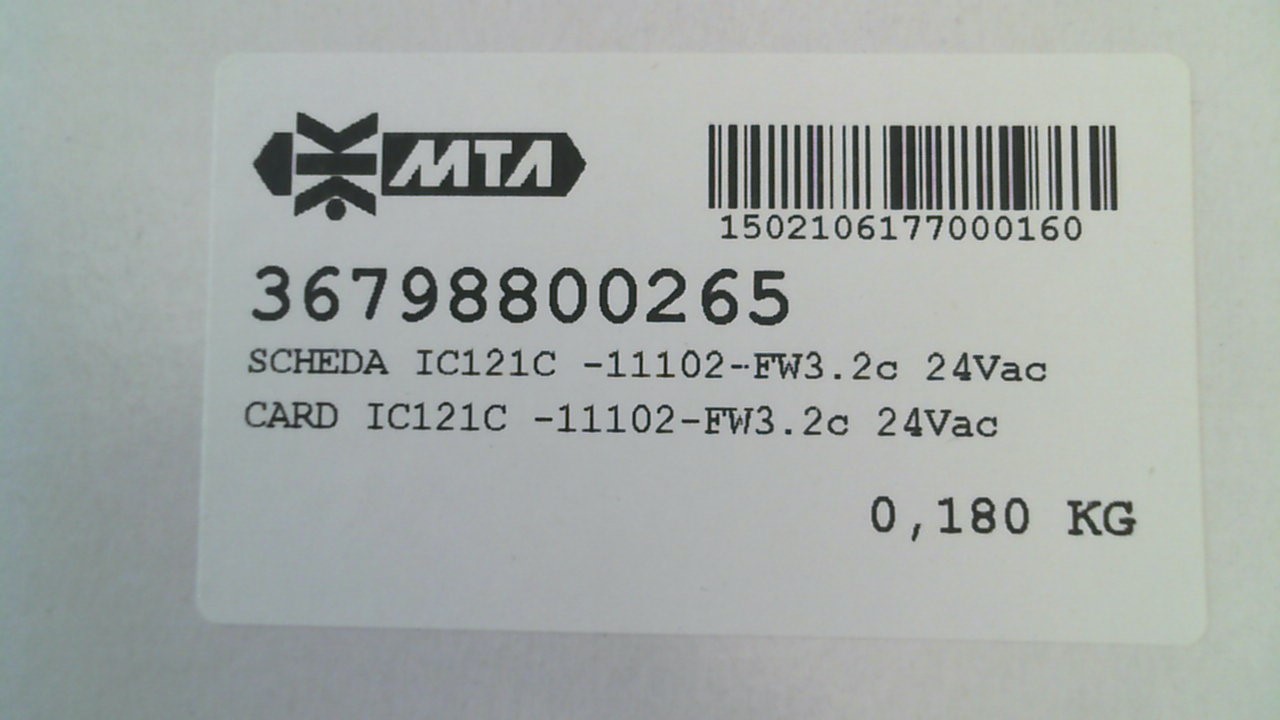 MTA
1502106177000160
36798800265
SCHEDA IC121C -11102-FW3.2c 24Vac
CARD IC121C -11102-FW3.2c 24Vac
0,180 KG